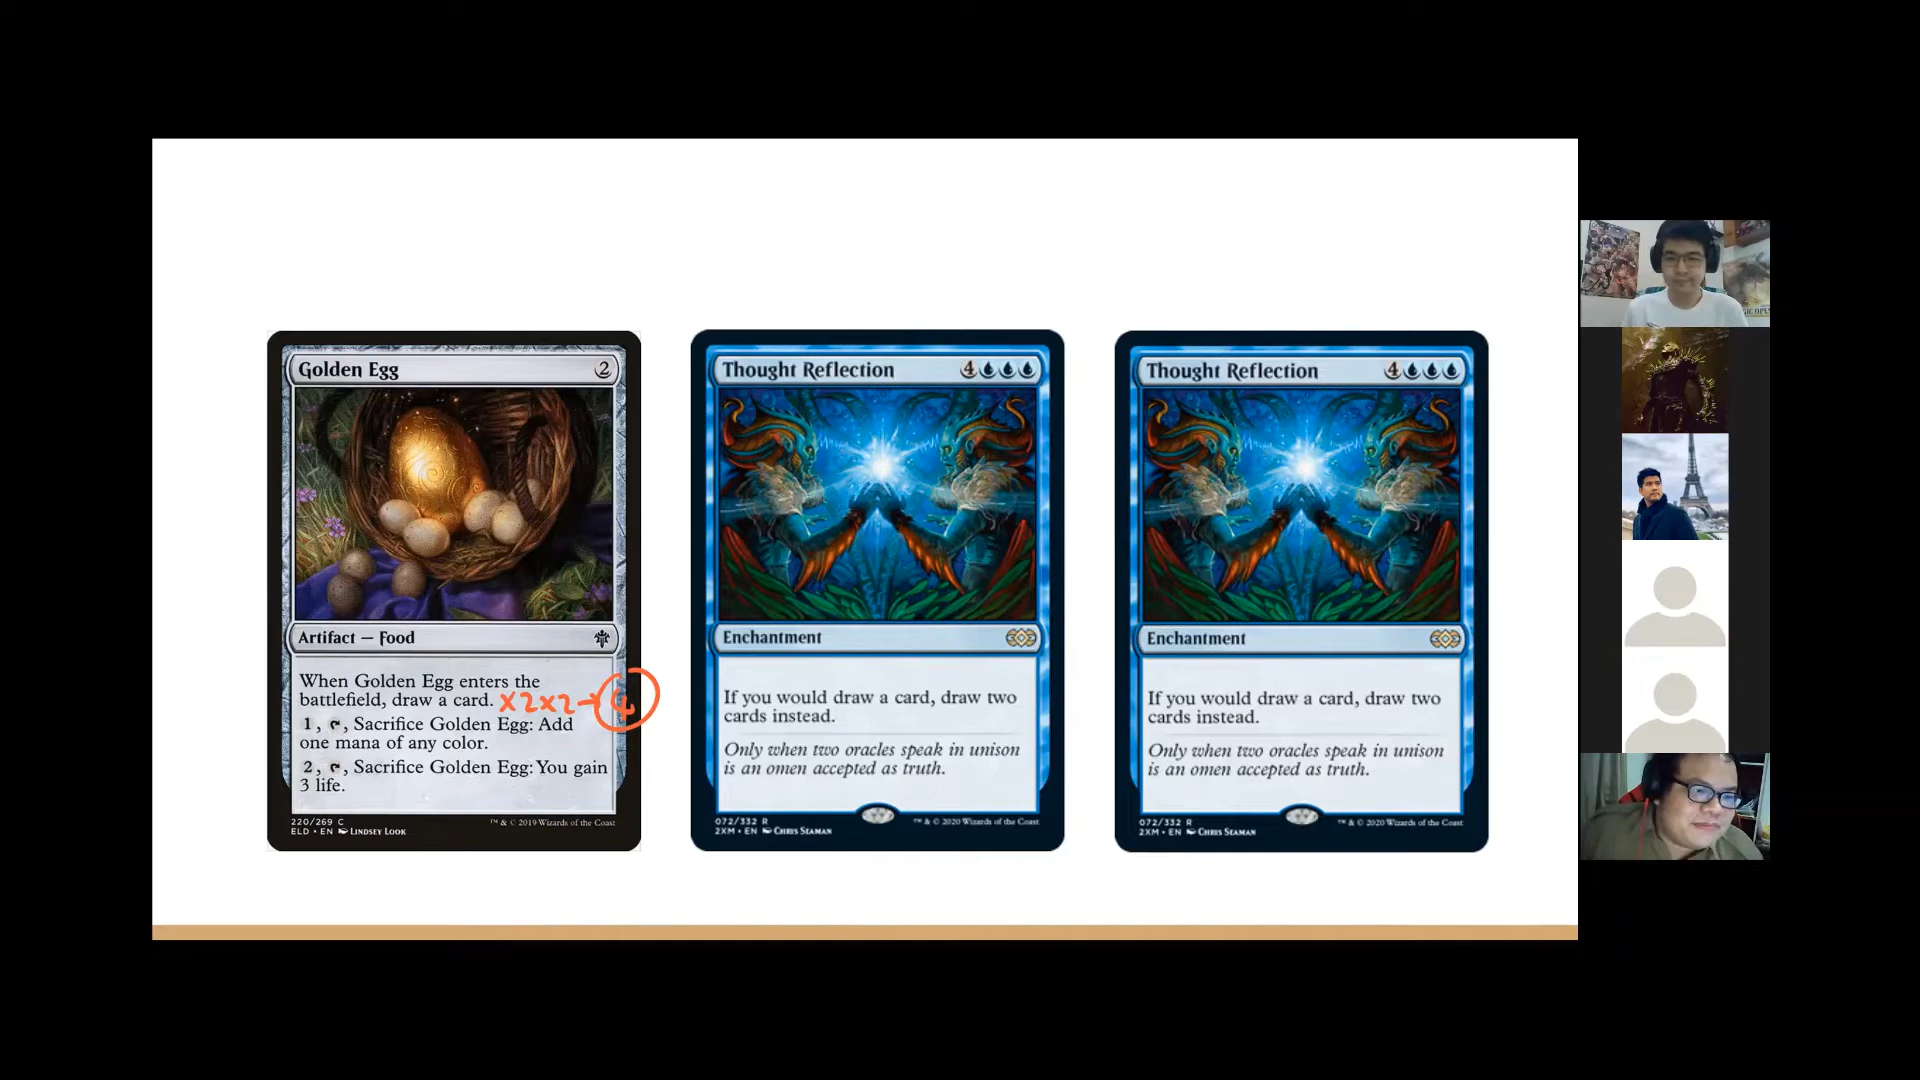 Golden Egg 2
Artifact — Food
When Golden Egg enters the
battlefield, draw a card. x2x2→4
1, , Sacrifice Golden Egg: Add
one mana of any color.
2, , Sacrifice Golden Egg: You gain
3 life.
220/269 C
ELD • EN Lindsey Look
™ & © 2019 Wizards of the Coast
Thought Reflection 4
Enchantment
If you would draw a card, draw two
cards instead.
Only when two oracles speak in unison
is an omen accepted as truth.
072/332 R
2XM • EN Chris Seaman
™ & © 2020 Wizards of the Coast
Thought Reflection 4
Enchantment
If you would draw a card, draw two
cards instead.
Only when two oracles speak in unison
is an omen accepted as truth.
072/332 R
2XM • EN Chris Seaman
™ & © 2020 Wizards of the Coast